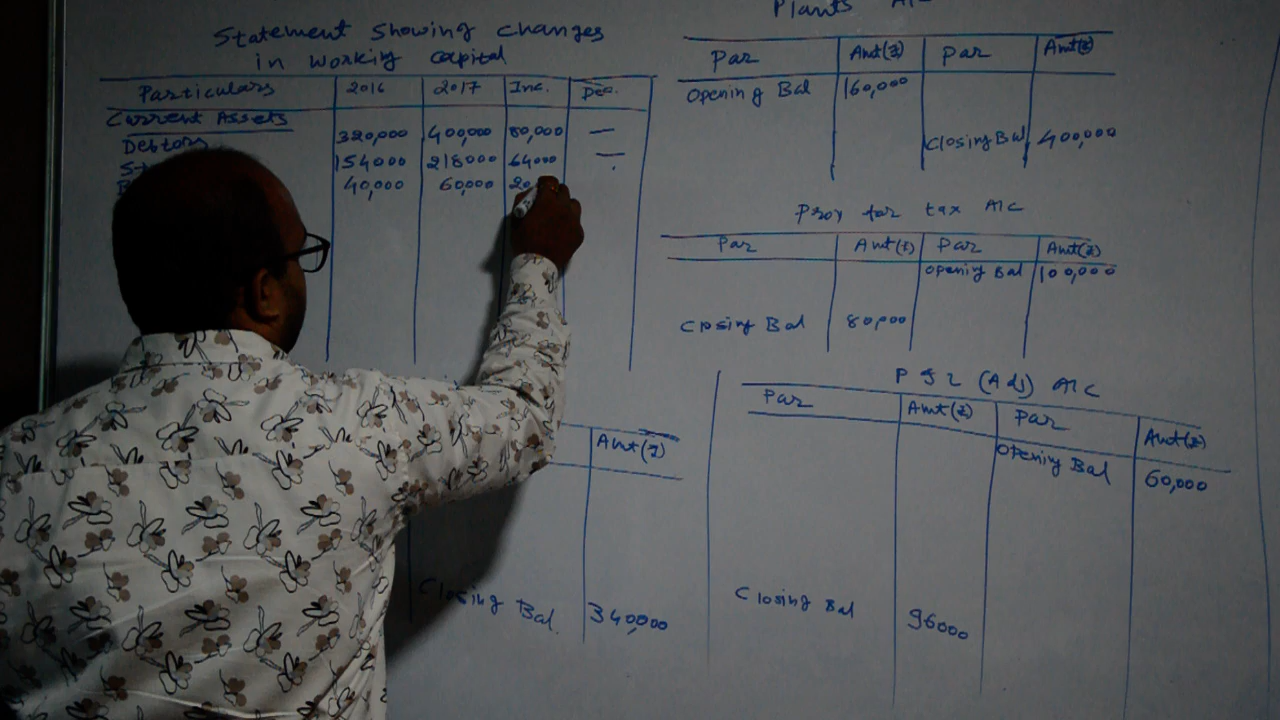 Statement Showing Changes
in Working Capital
Particulars 2016 2017 Inc. Dec.
Current Assets
Debtors 320,000 400,000 80,000 —
154000 218000 64000 —
40,000 60,000
Plants A/C
Par Amt(₹) Par Amt(₹)
Opening Bal 160,000
Closing Bal 400,000
Prov for tax A/C
Par Amt(₹) Par Amt(₹)
Opening Bal 100,000
Closing Bal 80,000
Amt(₹)
Closing Bal. 340,000
P & L (Adj) A/C
Par Amt(₹) Par Amt(₹)
Opening Bal 60,000
Closing Bal 96000